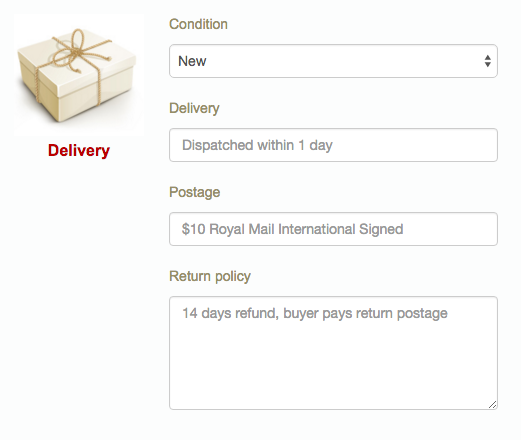 Condition
New
Delivery
Delivery
Dispatched within 1 day
Postage
$10 Royal Mail International Signed
Return policy
14 days refund, buyer pays return postage